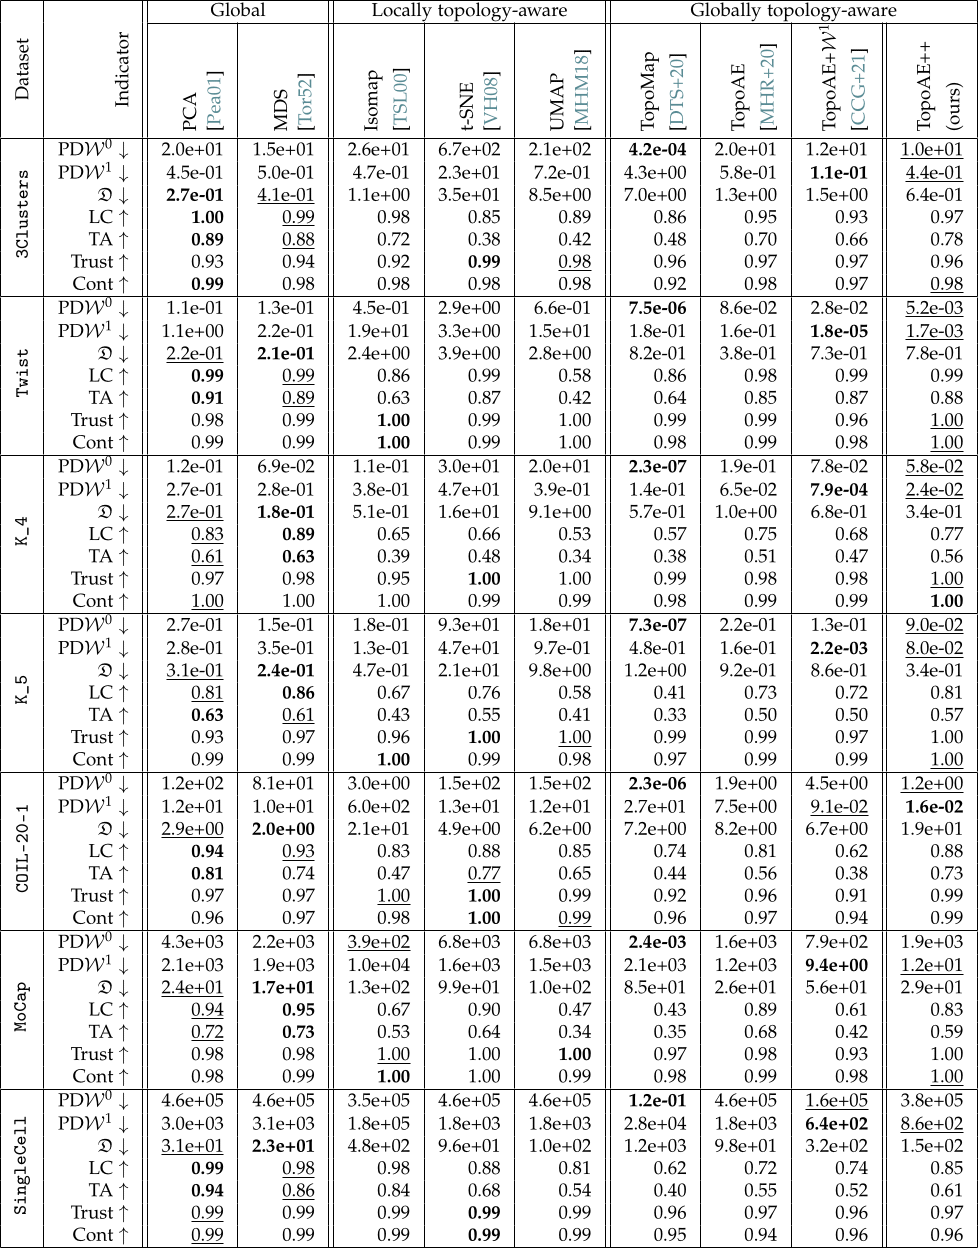 Global Locally topology-aware Globally topology-aware
Dataset Indicator PCA [Pea01] MDS [Tor52] Isomap [TSL00] t-SNE [VH08] UMAP [MHM18] TopoMap [DTS+20] TopoAE [MHR+20] TopoAE+𝒲¹ [CCG+21] TopoAE++ (ours)
3Clusters
PD𝒲⁰ ↓ 2.0e+01 1.5e+01 2.6e+01 6.7e+02 2.1e+02 4.2e-04 2.0e+01 1.2e+01 1.0e+01
PD𝒲¹ ↓ 4.5e-01 5.0e-01 4.7e-01 2.3e+01 7.2e-01 4.3e+00 5.8e-01 1.1e-01 4.4e-01
𝔇 ↓ 2.7e-01 4.1e-01 1.1e+00 3.5e+01 8.5e+00 7.0e+00 1.3e+00 1.5e+00 6.4e-01
LC ↑ 1.00 0.99 0.98 0.85 0.89 0.86 0.95 0.93 0.97
TA ↑ 0.89 0.88 0.72 0.38 0.42 0.48 0.70 0.66 0.78
Trust ↑ 0.93 0.94 0.92 0.99 0.98 0.96 0.97 0.97 0.96
Cont ↑ 0.99 0.98 0.98 0.98 0.98 0.92 0.98 0.97 0.98
Twist
PD𝒲⁰ ↓ 1.1e-01 1.3e-01 4.5e-01 2.9e+00 6.6e-01 7.5e-06 8.6e-02 2.8e-02 5.2e-03
PD𝒲¹ ↓ 1.1e+00 2.2e-01 1.9e+01 3.3e+00 1.5e+01 1.8e-01 1.6e-01 1.8e-05 1.7e-03
𝔇 ↓ 2.2e-01 2.1e-01 2.4e+00 3.9e+00 2.8e+00 8.2e-01 3.8e-01 7.3e-01 7.8e-01
LC ↑ 0.99 0.99 0.86 0.99 0.58 0.86 0.98 0.99 0.99
TA ↑ 0.91 0.89 0.63 0.87 0.42 0.64 0.85 0.87 0.88
Trust ↑ 0.98 0.99 1.00 0.99 1.00 0.99 0.99 0.96 1.00
Cont ↑ 0.99 0.99 1.00 0.99 1.00 0.98 0.99 0.98 1.00
K_4
PD𝒲⁰ ↓ 1.2e-01 6.9e-02 1.1e-01 3.0e+01 2.0e+01 2.3e-07 1.9e-01 7.8e-02 5.8e-02
PD𝒲¹ ↓ 2.7e-01 2.8e-01 3.8e-01 4.7e+01 3.9e-01 1.4e-01 6.5e-02 7.9e-04 2.4e-02
𝔇 ↓ 2.7e-01 1.8e-01 5.1e-01 1.6e+01 9.1e+00 5.7e-01 1.0e+00 6.8e-01 3.4e-01
LC ↑ 0.83 0.89 0.65 0.66 0.53 0.57 0.75 0.68 0.77
TA ↑ 0.61 0.63 0.39 0.48 0.34 0.38 0.51 0.47 0.56
Trust ↑ 0.97 0.98 0.95 1.00 1.00 0.99 0.98 0.98 1.00
Cont ↑ 1.00 1.00 1.00 0.99 0.99 0.98 0.99 0.99 1.00
K_5
PD𝒲⁰ ↓ 2.7e-01 1.5e-01 1.8e-01 9.3e+01 1.8e+01 7.3e-07 2.2e-01 1.3e-01 9.0e-02
PD𝒲¹ ↓ 2.8e-01 3.5e-01 1.3e-01 4.7e+01 9.7e-01 4.8e-01 1.6e-01 2.2e-03 8.0e-02
𝔇 ↓ 3.1e-01 2.4e-01 4.7e-01 2.1e+01 9.8e+00 1.2e+00 9.2e-01 8.6e-01 3.4e-01
LC ↑ 0.81 0.86 0.67 0.76 0.58 0.41 0.73 0.72 0.81
TA ↑ 0.63 0.61 0.43 0.55 0.41 0.33 0.50 0.50 0.57
Trust ↑ 0.93 0.97 0.96 1.00 1.00 0.99 0.99 0.97 1.00
Cont ↑ 0.99 0.99 1.00 0.99 0.98 0.97 0.99 0.99 1.00
COIL-20-1
PD𝒲⁰ ↓ 1.2e+02 8.1e+01 3.0e+00 1.5e+02 1.5e+02 2.3e-06 1.9e+00 4.5e+00 1.2e+00
PD𝒲¹ ↓ 1.2e+01 1.0e+01 6.0e+02 1.3e+01 1.2e+01 2.7e+01 7.5e+00 9.1e-02 1.6e-02
𝔇 ↓ 2.9e+00 2.0e+00 2.1e+01 4.9e+00 6.2e+00 7.2e+00 8.2e+00 6.7e+00 1.9e+01
LC ↑ 0.94 0.93 0.83 0.88 0.85 0.74 0.81 0.62 0.88
TA ↑ 0.81 0.74 0.47 0.77 0.65 0.44 0.56 0.38 0.73
Trust ↑ 0.97 0.97 1.00 1.00 0.99 0.92 0.96 0.91 0.99
Cont ↑ 0.96 0.97 0.98 1.00 0.99 0.96 0.97 0.94 0.99
MoCap
PD𝒲⁰ ↓ 4.3e+03 2.2e+03 3.9e+02 6.8e+03 6.8e+03 2.4e-03 1.6e+03 7.9e+02 1.9e+03
PD𝒲¹ ↓ 2.1e+03 1.9e+03 1.0e+04 1.6e+03 1.5e+03 2.1e+03 1.2e+03 9.4e+00 1.2e+01
𝔇 ↓ 2.4e+01 1.7e+01 1.3e+02 9.9e+01 1.0e+02 8.5e+01 2.6e+01 5.6e+01 2.9e+01
LC ↑ 0.94 0.95 0.67 0.90 0.47 0.43 0.89 0.61 0.83
TA ↑ 0.72 0.73 0.53 0.64 0.34 0.35 0.68 0.42 0.59
Trust ↑ 0.98 0.98 1.00 1.00 1.00 0.97 0.98 0.93 1.00
Cont ↑ 0.98 0.99 1.00 1.00 0.99 0.98 0.99 0.98 1.00
SingleCell
PD𝒲⁰ ↓ 4.6e+05 4.6e+05 3.5e+05 4.6e+05 4.6e+05 1.2e-01 4.6e+05 1.6e+05 3.8e+05
PD𝒲¹ ↓ 3.0e+03 3.1e+03 1.8e+05 1.8e+03 1.8e+03 2.8e+04 1.8e+03 6.4e+02 8.6e+02
𝔇 ↓ 3.1e+01 2.3e+01 4.8e+02 9.6e+01 1.0e+02 1.2e+03 9.8e+01 3.2e+02 1.5e+02
LC ↑ 0.99 0.98 0.98 0.88 0.81 0.62 0.72 0.74 0.85
TA ↑ 0.94 0.86 0.84 0.68 0.54 0.40 0.55 0.52 0.61
Trust ↑ 0.99 0.99 0.99 0.99 0.99 0.96 0.97 0.96 0.97
Cont ↑ 0.99 0.99 0.99 0.99 0.99 0.95 0.94 0.96 0.96